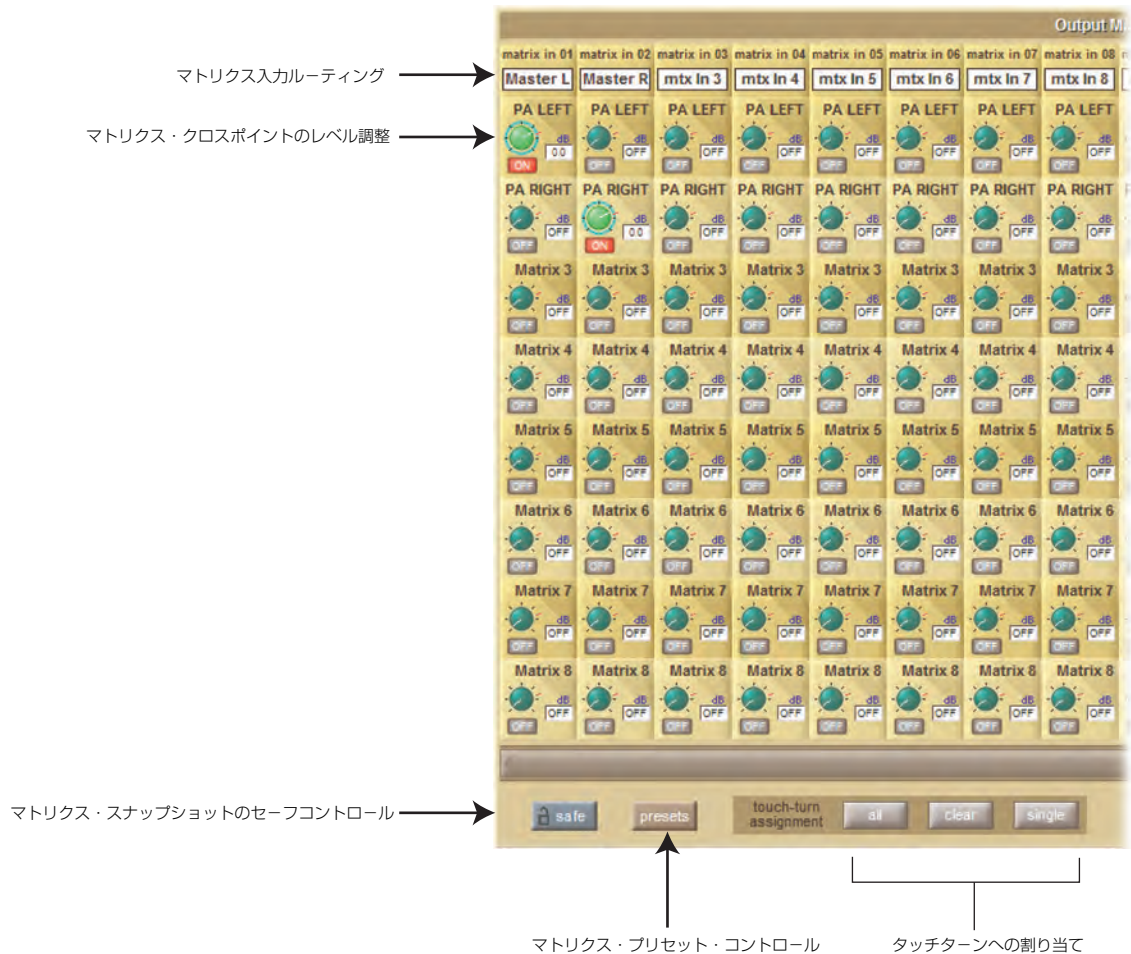 Output M
matrix in 01 matrix in 02 matrix in 03 matrix in 04 matrix in 05 matrix in 06 matrix in 07 matrix in 08
マトリクス入力ルーティング
Master L Master R mtx In 3 mtx In 4 mtx In 5 mtx In 6 mtx In 7 mtx In 8
PA LEFT PA LEFT PA LEFT PA LEFT PA LEFT PA LEFT PA LEFT PA LEFT
マトリクス・クロスポイントのレベル調整
dB dB dB dB dB dB dB dB
0.0 OFF OFF OFF OFF OFF OFF OFF
ON OFF OFF OFF OFF OFF OFF OFF
PA RIGHT PA RIGHT PA RIGHT PA RIGHT PA RIGHT PA RIGHT PA RIGHT PA RIGHT
dB dB dB dB dB dB dB dB
OFF 0.0 OFF OFF OFF OFF OFF OFF
OFF ON OFF OFF OFF OFF OFF OFF
Matrix 3 Matrix 3 Matrix 3 Matrix 3 Matrix 3 Matrix 3 Matrix 3 Matrix 3
dB dB dB dB dB dB dB dB
OFF OFF OFF OFF OFF OFF OFF OFF
OFF OFF OFF OFF OFF OFF OFF OFF
Matrix 4 Matrix 4 Matrix 4 Matrix 4 Matrix 4 Matrix 4 Matrix 4 Matrix 4
dB dB dB dB dB dB dB dB
OFF OFF OFF OFF OFF OFF OFF OFF
OFF OFF OFF OFF OFF OFF OFF OFF
Matrix 5 Matrix 5 Matrix 5 Matrix 5 Matrix 5 Matrix 5 Matrix 5 Matrix 5
dB dB dB dB dB dB dB dB
OFF OFF OFF OFF OFF OFF OFF OFF
OFF OFF OFF OFF OFF OFF OFF OFF
Matrix 6 Matrix 6 Matrix 6 Matrix 6 Matrix 6 Matrix 6 Matrix 6 Matrix 6
dB dB dB dB dB dB dB dB
OFF OFF OFF OFF OFF OFF OFF OFF
OFF OFF OFF OFF OFF OFF OFF OFF
Matrix 7 Matrix 7 Matrix 7 Matrix 7 Matrix 7 Matrix 7 Matrix 7 Matrix 7
dB dB dB dB dB dB dB dB
OFF OFF OFF OFF OFF OFF OFF OFF
OFF OFF OFF OFF OFF OFF OFF OFF
Matrix 8 Matrix 8 Matrix 8 Matrix 8 Matrix 8 Matrix 8 Matrix 8 Matrix 8
dB dB dB dB dB dB dB dB
OFF OFF OFF OFF OFF OFF OFF OFF
OFF OFF OFF OFF OFF OFF OFF OFF
マトリクス・スナップショットのセーフコントロール
safe presets
touch-turn
assignment
all clear single
マトリクス・プリセット・コントロール
タッチターンへの割り当て